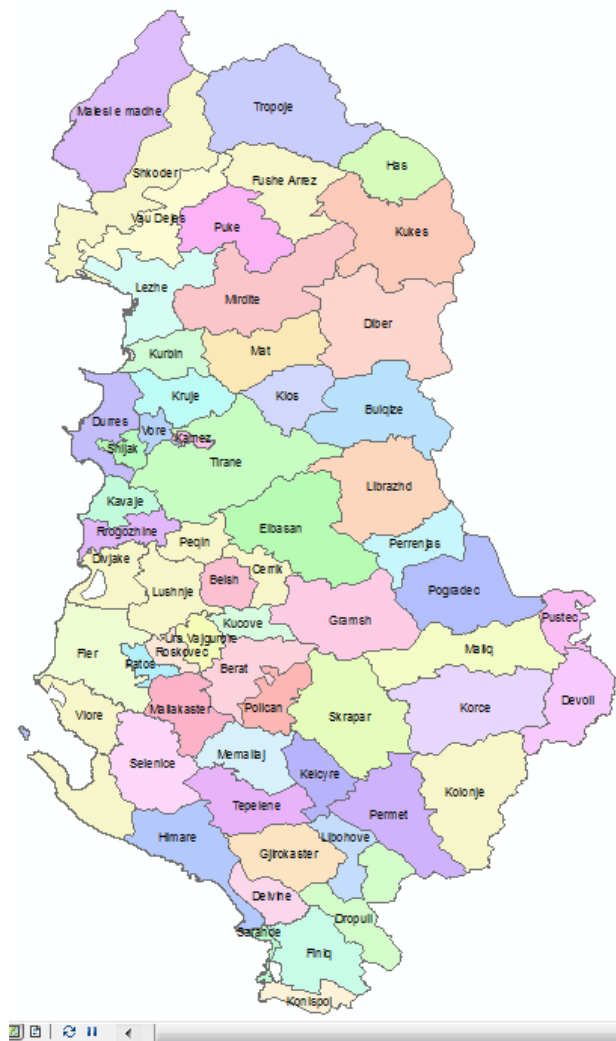 Tropoje
Malesi e madhe
Has
Shkoder
Fushe Arrez
Vau Dejes
Puke
Kukes
Lezhe
Mirdite
Diber
Kurbin
Mat
Kruje
Klos
Bulqize
Durres
Vore
Kamez
Shijak
Tirane
Librazhd
Kavaje
Rrogozhine
Elbasan
Peqin
Perrenjas
Divjake
Cerrik
Belsh
Lushnje
Pogradec
Pustec
Kucove
Gramsh
Ura Vajgurore
Fier
Roskovec
Maliq
Patos
Berat
Devoll
Mallakaster
Polican
Korce
Vlore
Skrapar
Memaliaj
Selenice
Kelcyre
Kolonje
Tepelene
Permet
Himare
Libohove
Gjirokaster
Delvine
Dropull
Sarande
Finiq
Konispol